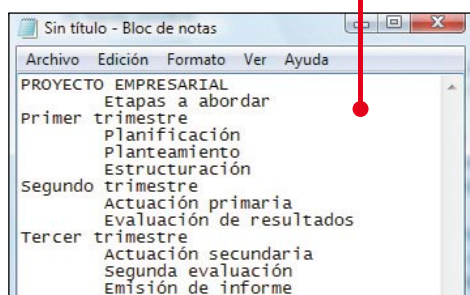 Sin título - Bloc de notas
Archivo Edición Formato Ver Ayuda
PROYECTO EMPRESARIAL
Etapas a abordar
Primer trimestre
Planificación
Planteamiento
Estructuración
Segundo trimestre
Actuación primaria
Evaluación de resultados
Tercer trimestre
Actuación secundaria
Segunda evaluación
Emisión de informe